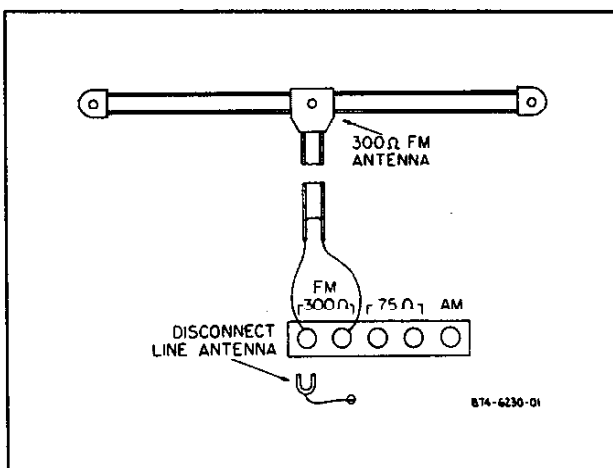 300Ω FM
ANTENNA
FM
300Ω 75Ω AM
DISCONNECT
LINE ANTENNA
874-6230-01